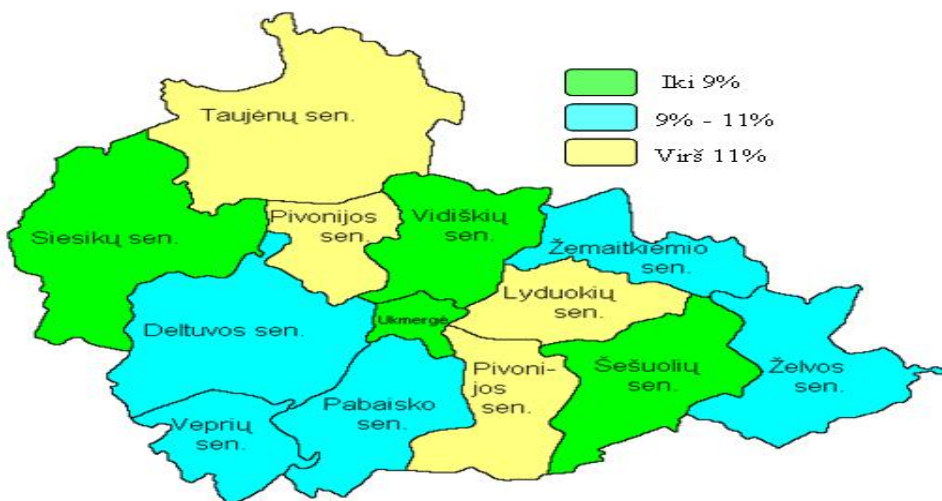 Iki 9%
9% - 11%
Virš 11%
Taujėnų sen.
Siesikų sen.
Pivonijos
sen.
Vidiškių
sen.
Žemaitkiemio
sen.
Lyduokių
sen.
Deltuvos sen.
Ukmergė
Pivoni-
jos
sen.
Šešuolių
sen.
Želvos
sen.
Pabaisko
sen.
Veprių
sen.